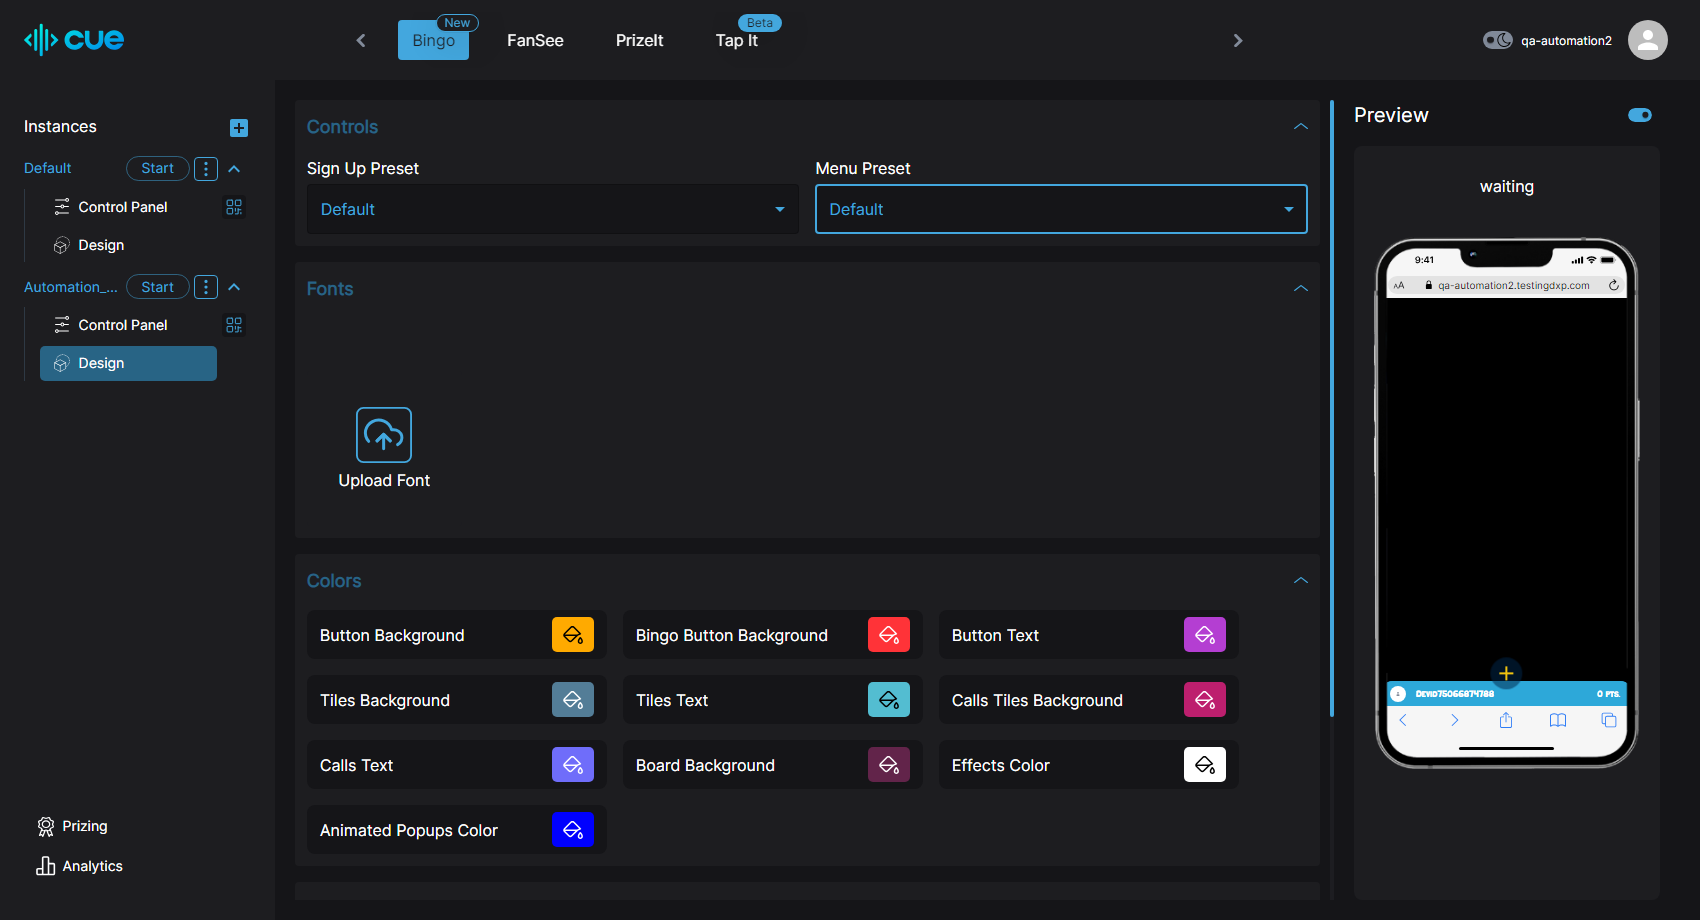 cue
Bingo
New
FanSee
PrizeIt
Tap It
Beta
qa-automation2
Instances
Default
Start
Control Panel
Design
Automation_...
Start
Control Panel
Design
Prizing
Analytics
Controls
Sign Up Preset
Default
Menu Preset
Default
Fonts
Upload Font
Colors
Button Background
Bingo Button Background
Button Text
Tiles Background
Tiles Text
Calls Tiles Background
Calls Text
Board Background
Effects Color
Animated Popups Color
Preview
waiting
9:41
AA
qa-automation2.testingdxp.com
0 PTS.